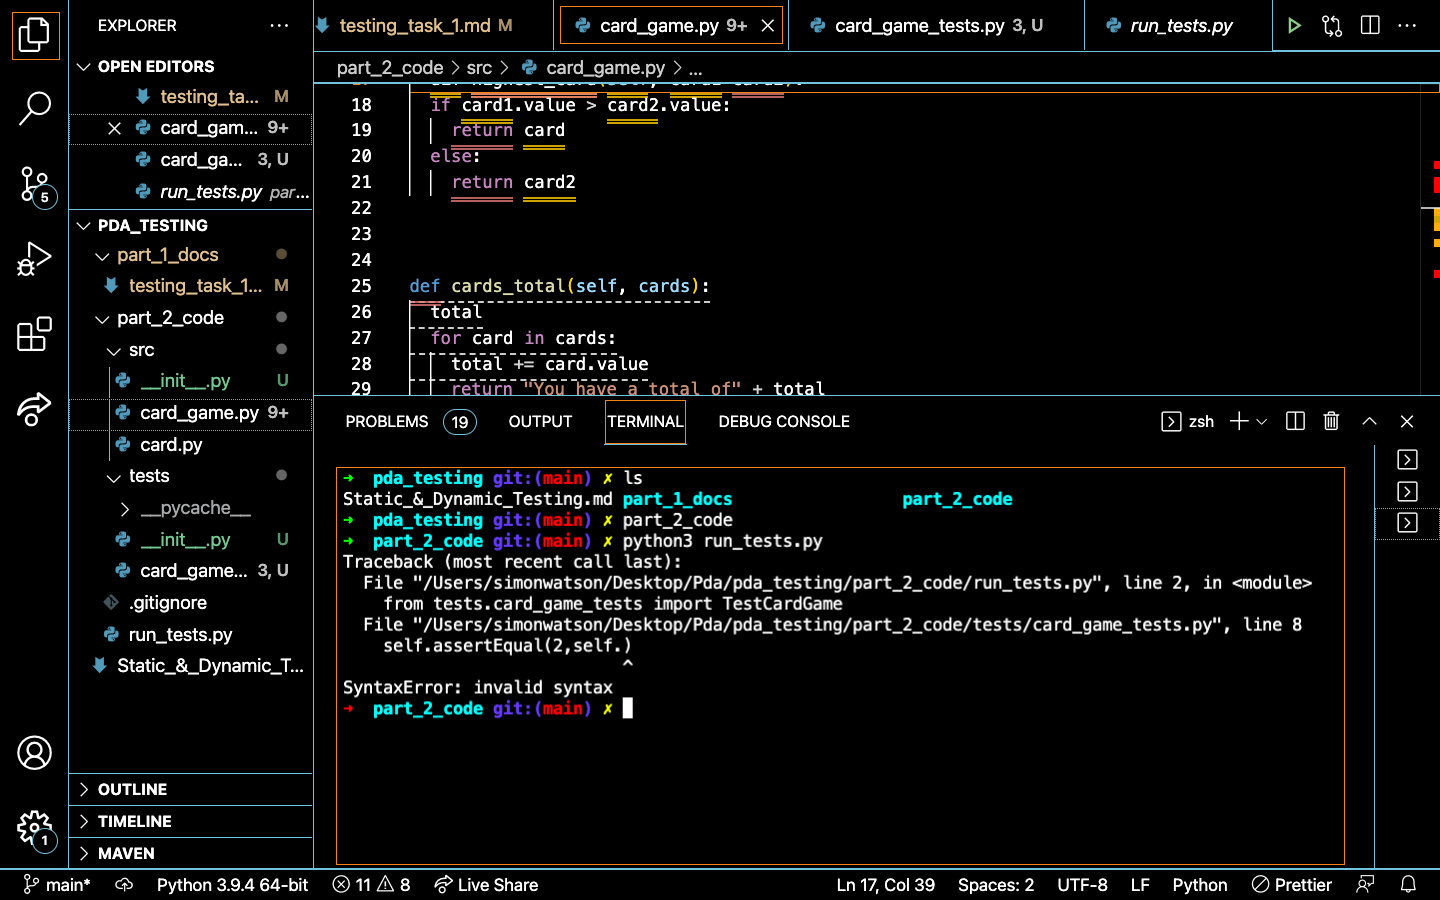 EXPLORER
testing_task_1.md M
card_game.py 9+
card_game_tests.py 3, U
run_tests.py
OPEN EDITORS
testing_ta... M
card_gam... 9+
card_ga... 3, U
run_tests.py par...
PDA_TESTING
part_1_docs
testing_task_1... M
part_2_code
src
__init__.py U
card_game.py 9+
card.py
tests
__pycache__
__init__.py U
card_game... 3, U
.gitignore
run_tests.py
Static_&_Dynamic_T...
OUTLINE
TIMELINE
MAVEN
5
1
part_2_code > src > card_game.py > ...
18 if card1.value > card2.value:
19 return card
20 else:
21 return card2
22
23
24
25 def cards_total(self, cards):
26 total
27 for card in cards:
28 total += card.value
29 return "You have a total of" + total
PROBLEMS 19 OUTPUT TERMINAL DEBUG CONSOLE
zsh
➜ pda_testing git:(main) ✗ ls
Static_&_Dynamic_Testing.md part_1_docs part_2_code
➜ pda_testing git:(main) ✗ part_2_code
➜ part_2_code git:(main) ✗ python3 run_tests.py
Traceback (most recent call last):
File "/Users/simonwatson/Desktop/Pda/pda_testing/part_2_code/run_tests.py", line 2, in <module>
from tests.card_game_tests import TestCardGame
File "/Users/simonwatson/Desktop/Pda/pda_testing/part_2_code/tests/card_game_tests.py", line 8
self.assertEqual(2,self.)
^
SyntaxError: invalid syntax
➜ part_2_code git:(main) ✗
main* Python 3.9.4 64-bit 11 8 Live Share Ln 17, Col 39 Spaces: 2 UTF-8 LF Python Prettier